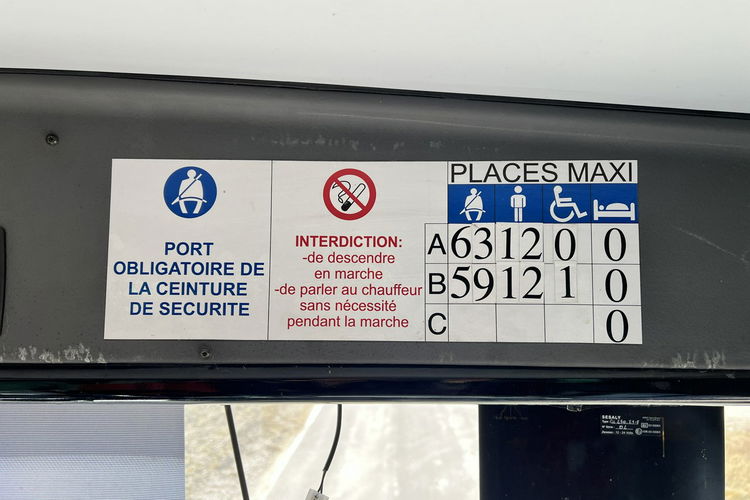 PORT
OBLIGATOIRE DE
LA CEINTURE
DE SECURITE
INTERDICTION:
-de descendre
en marche
-de parler au chauffeur
sans nécessité
pendant la marche
PLACES MAXI
A 63 12 0 0
B 59 12 1 0
C 0
SESALY